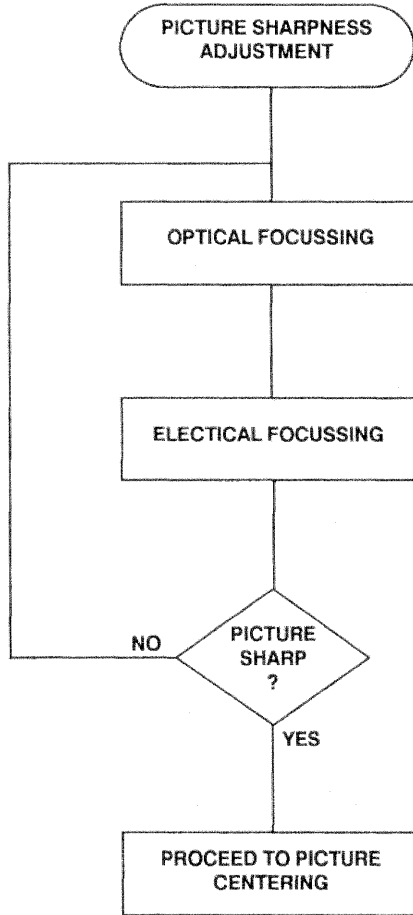 PICTURE SHARPNESS
ADJUSTMENT
OPTICAL FOCUSSING
ELECTICAL FOCUSSING
NO
PICTURE
SHARP
?
YES
PROCEED TO PICTURE
CENTERING